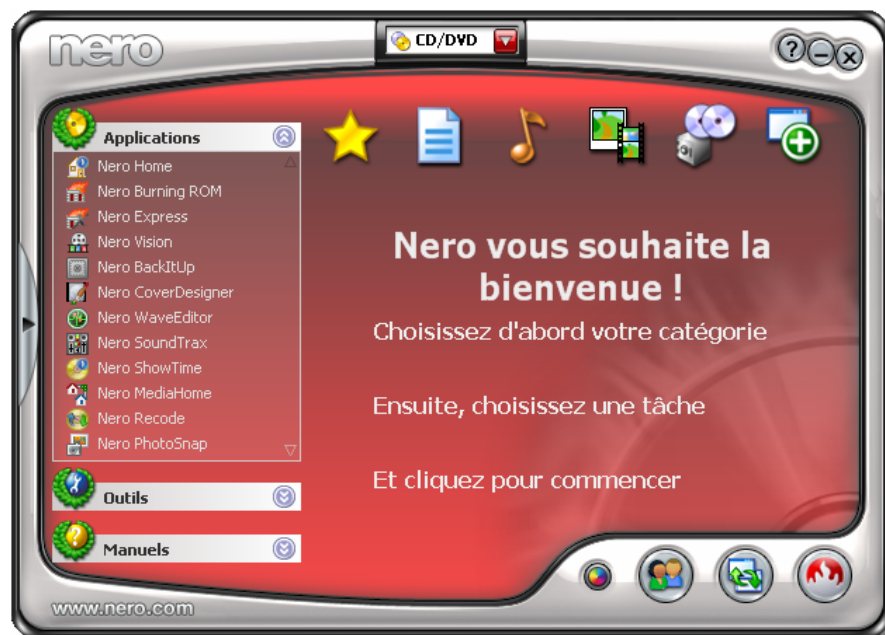 nero
CD/DVD
?
Applications
Nero Home
Nero Burning ROM
Nero Express
Nero Vision
Nero BackItUp
Nero CoverDesigner
Nero WaveEditor
Nero SoundTrax
Nero ShowTime
Nero MediaHome
Nero Recode
Nero PhotoSnap
Outils
Manuels
Nero vous souhaite la
bienvenue !
Choisissez d'abord votre catégorie
Ensuite, choisissez une tâche
Et cliquez pour commencer
www.nero.com